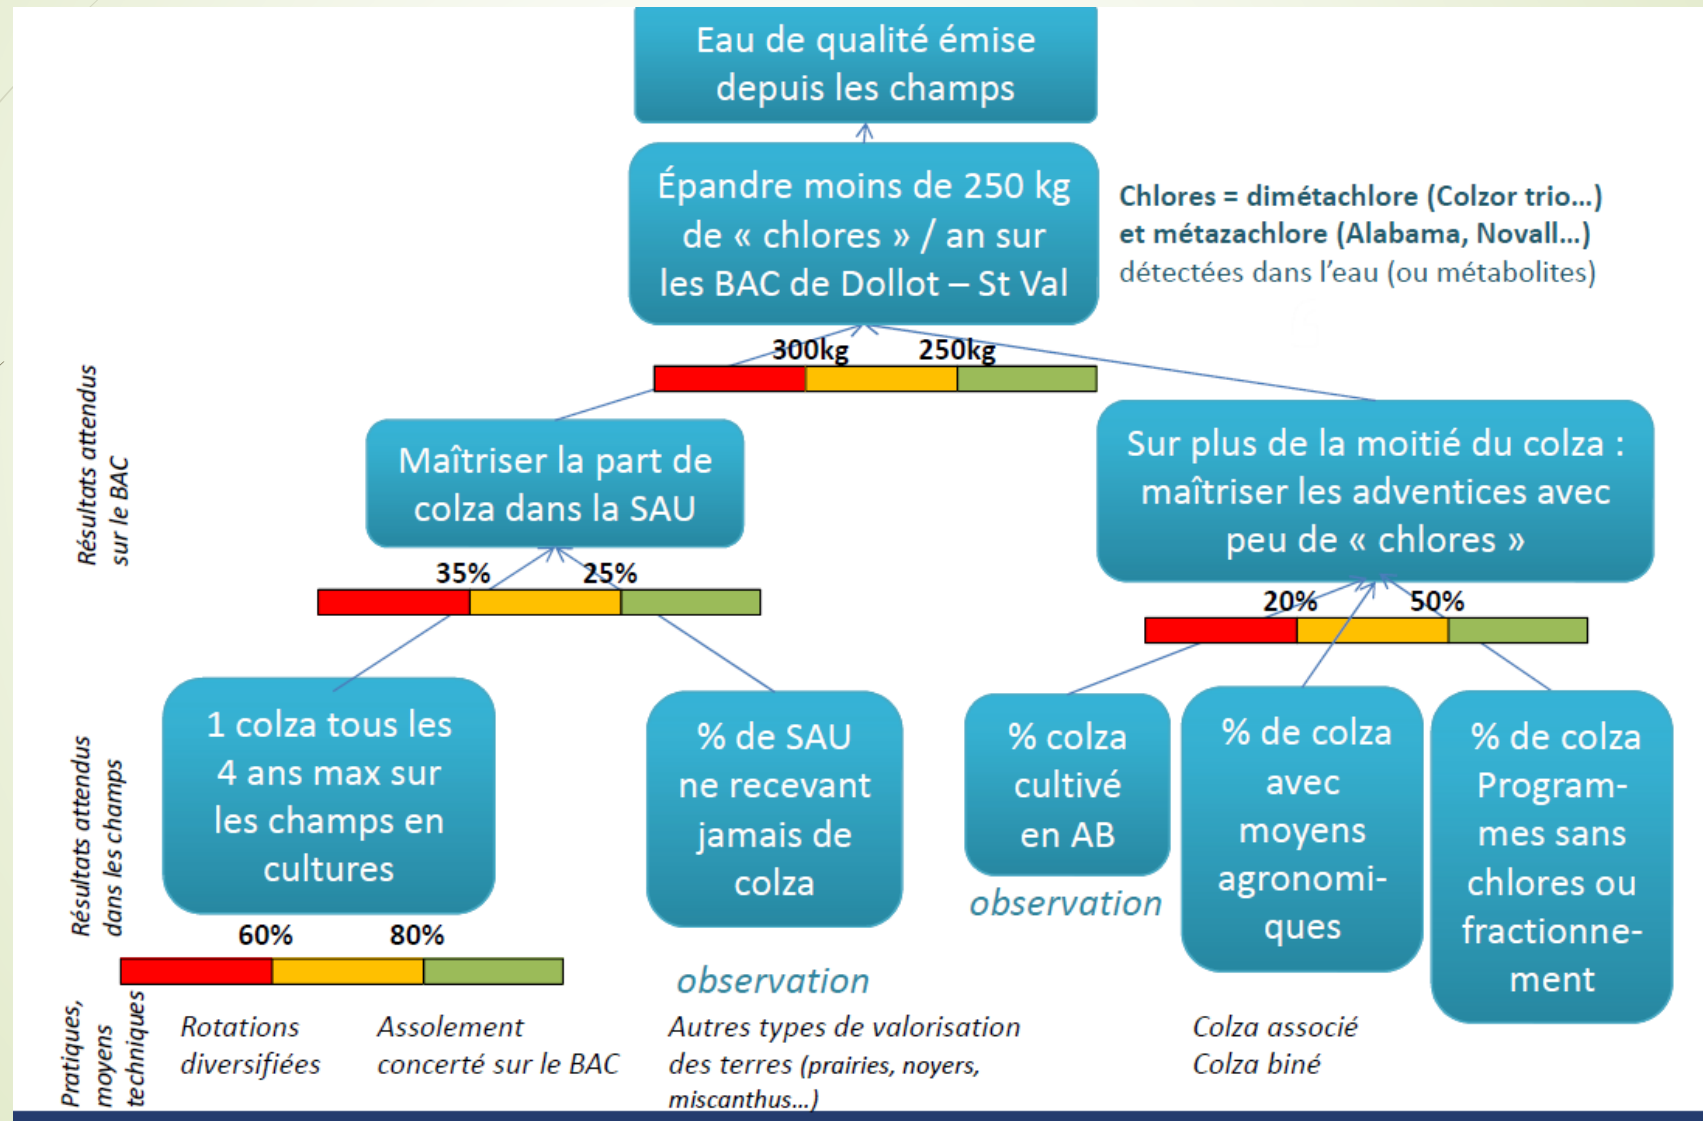 Eau de qualité émise
depuis les champs
Épandre moins de 250 kg
de « chlores » / an sur
les BAC de Dollot – St Val
Chlores = dimétachlore (Colzor trio...)
et métazachlore (Alabama, Novall...)
détectées dans l'eau (ou métabolites)
300kg
250kg
Résultats attendus
sur le BAC
Maîtriser la part de
colza dans la SAU
Sur plus de la moitié du colza :
maîtriser les adventices avec
peu de « chlores »
35%
25%
20%
50%
Résultats attendus
dans les champs
1 colza tous les
4 ans max sur
les champs en
cultures
% de SAU
ne recevant
jamais de
colza
% colza
cultivé
en AB
% de colza
avec
moyens
agronomi-
ques
% de colza
Program-
mes sans
chlores ou
fractionne-
ment
observation
60%
80%
observation
Pratiques,
moyens
techniques
Rotations
diversifiées
Assolement
concerté sur le BAC
Autres types de valorisation
des terres (prairies, noyers,
miscanthus...)
Colza associé
Colza biné